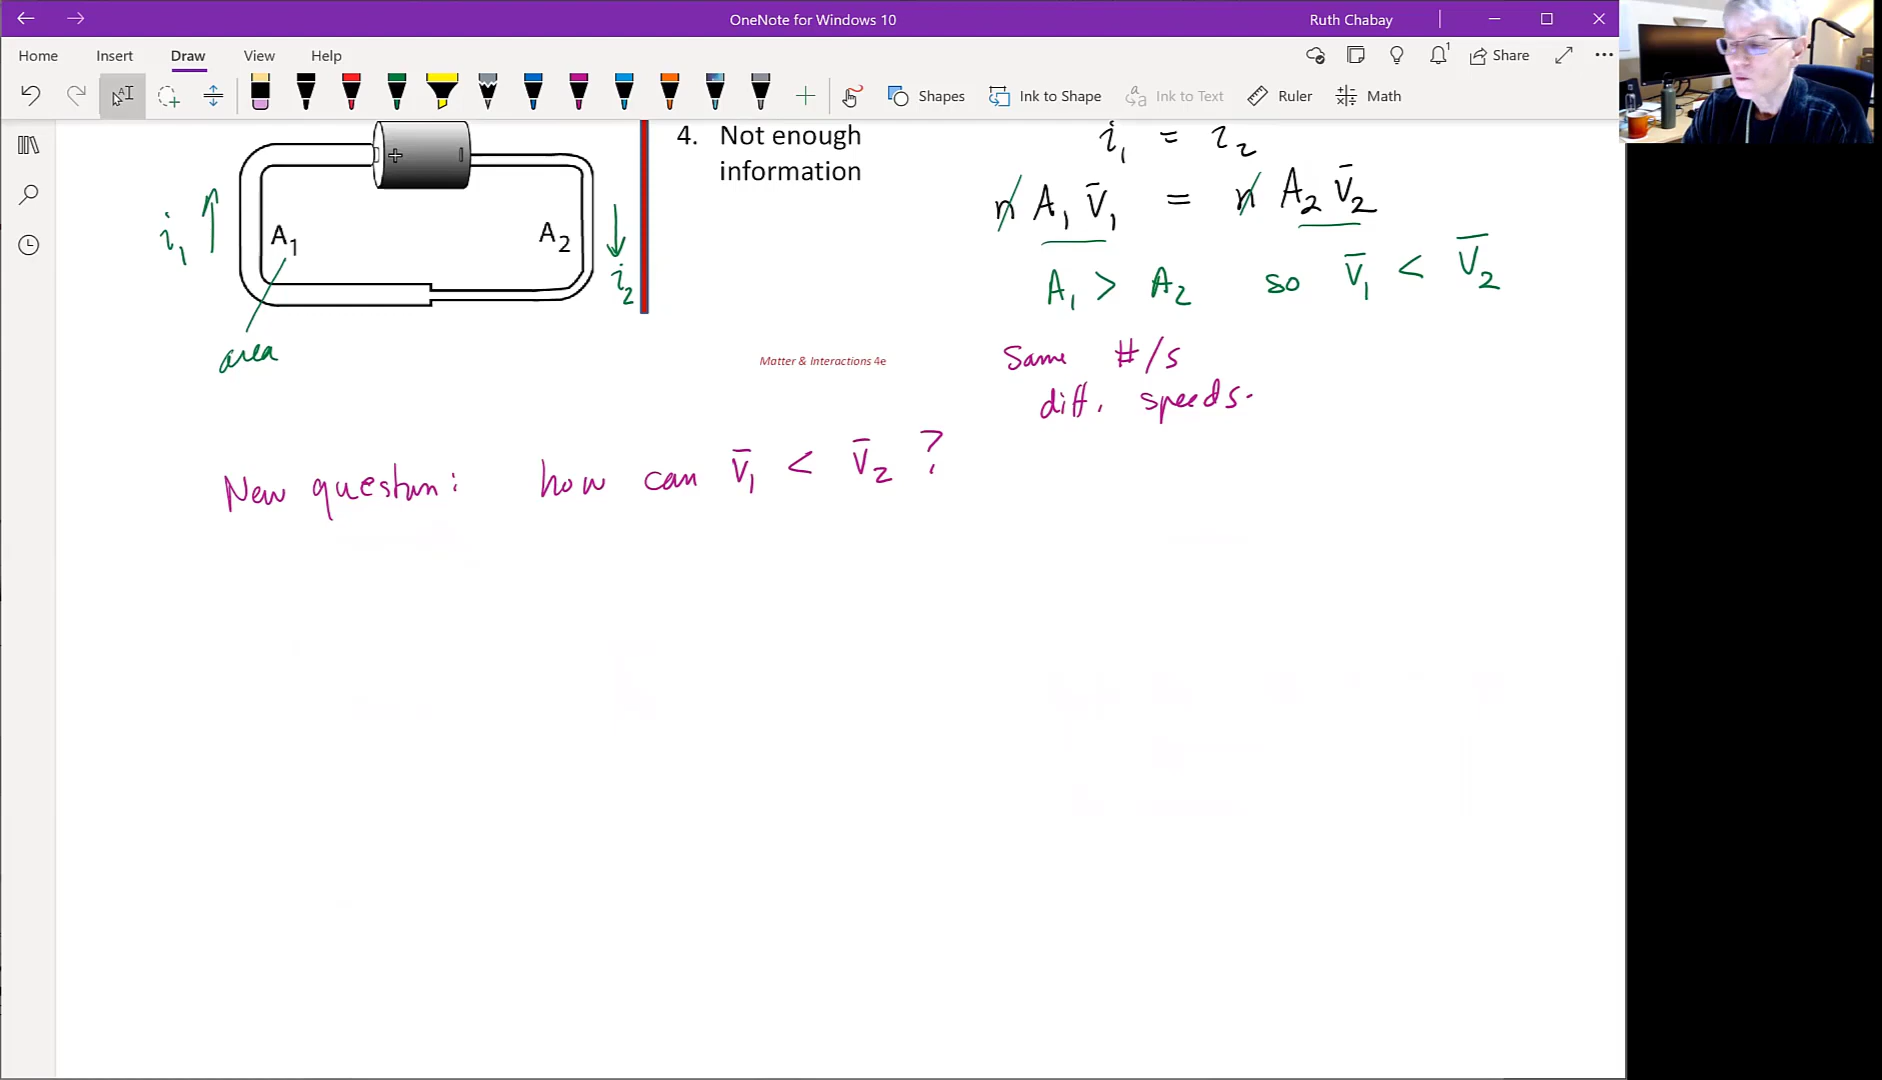 OneNote for Windows 10
Ruth Chabay
Home Insert Draw View Help
1 Share
Shapes Ink to Shape Ink to Text Ruler Math
4. Not enough
information
+
i₁
A₁
A₂
i₂
area
Matter & Interactions 4e
i₁ = i₂
n A₁ v̄₁ = n A₂ v̄₂
A₁ > A₂ so v̄₁ < v̄₂
Same #/s
diff. speeds.
New question: how can v̄₁ < v̄₂ ?